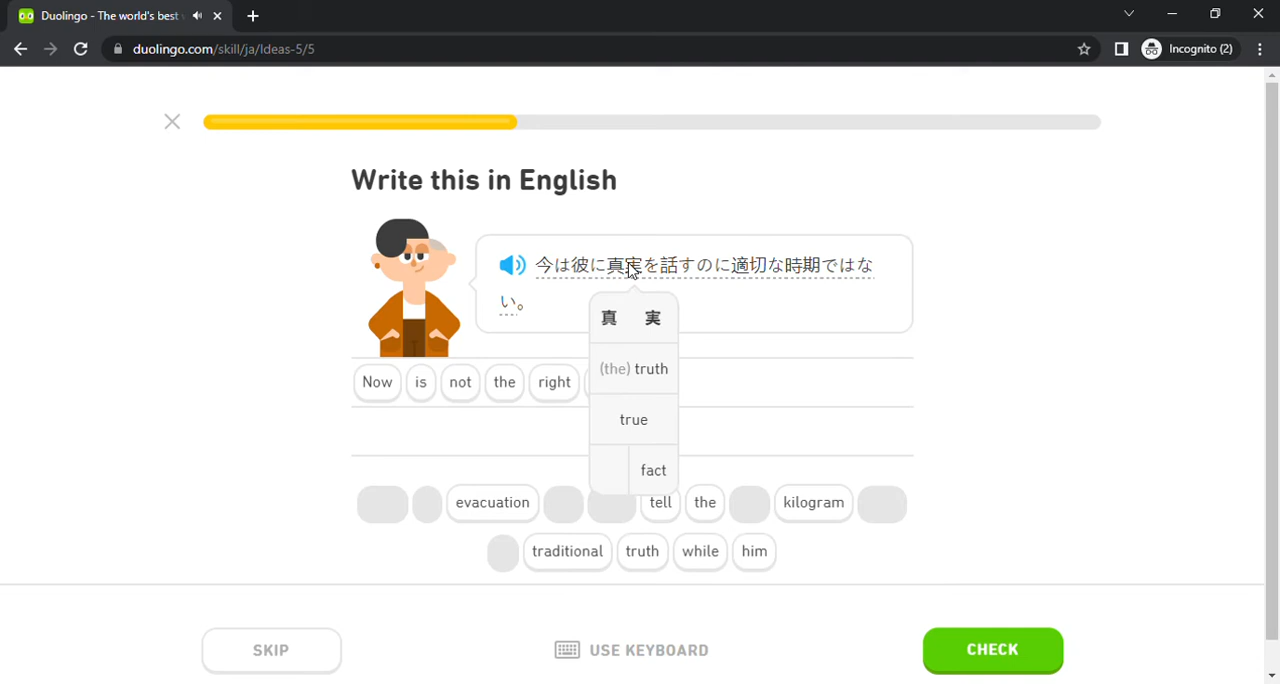 Duolingo - The world's best
duolingo.com/skill/ja/Ideas-5/5
Incognito (2)
Write this in English
今は彼に真実を話すのに適切な時期ではな
い。
真 実
(the) truth
true
fact
Now is not the right
evacuation tell the kilogram
traditional truth while him
SKIP
USE KEYBOARD
CHECK